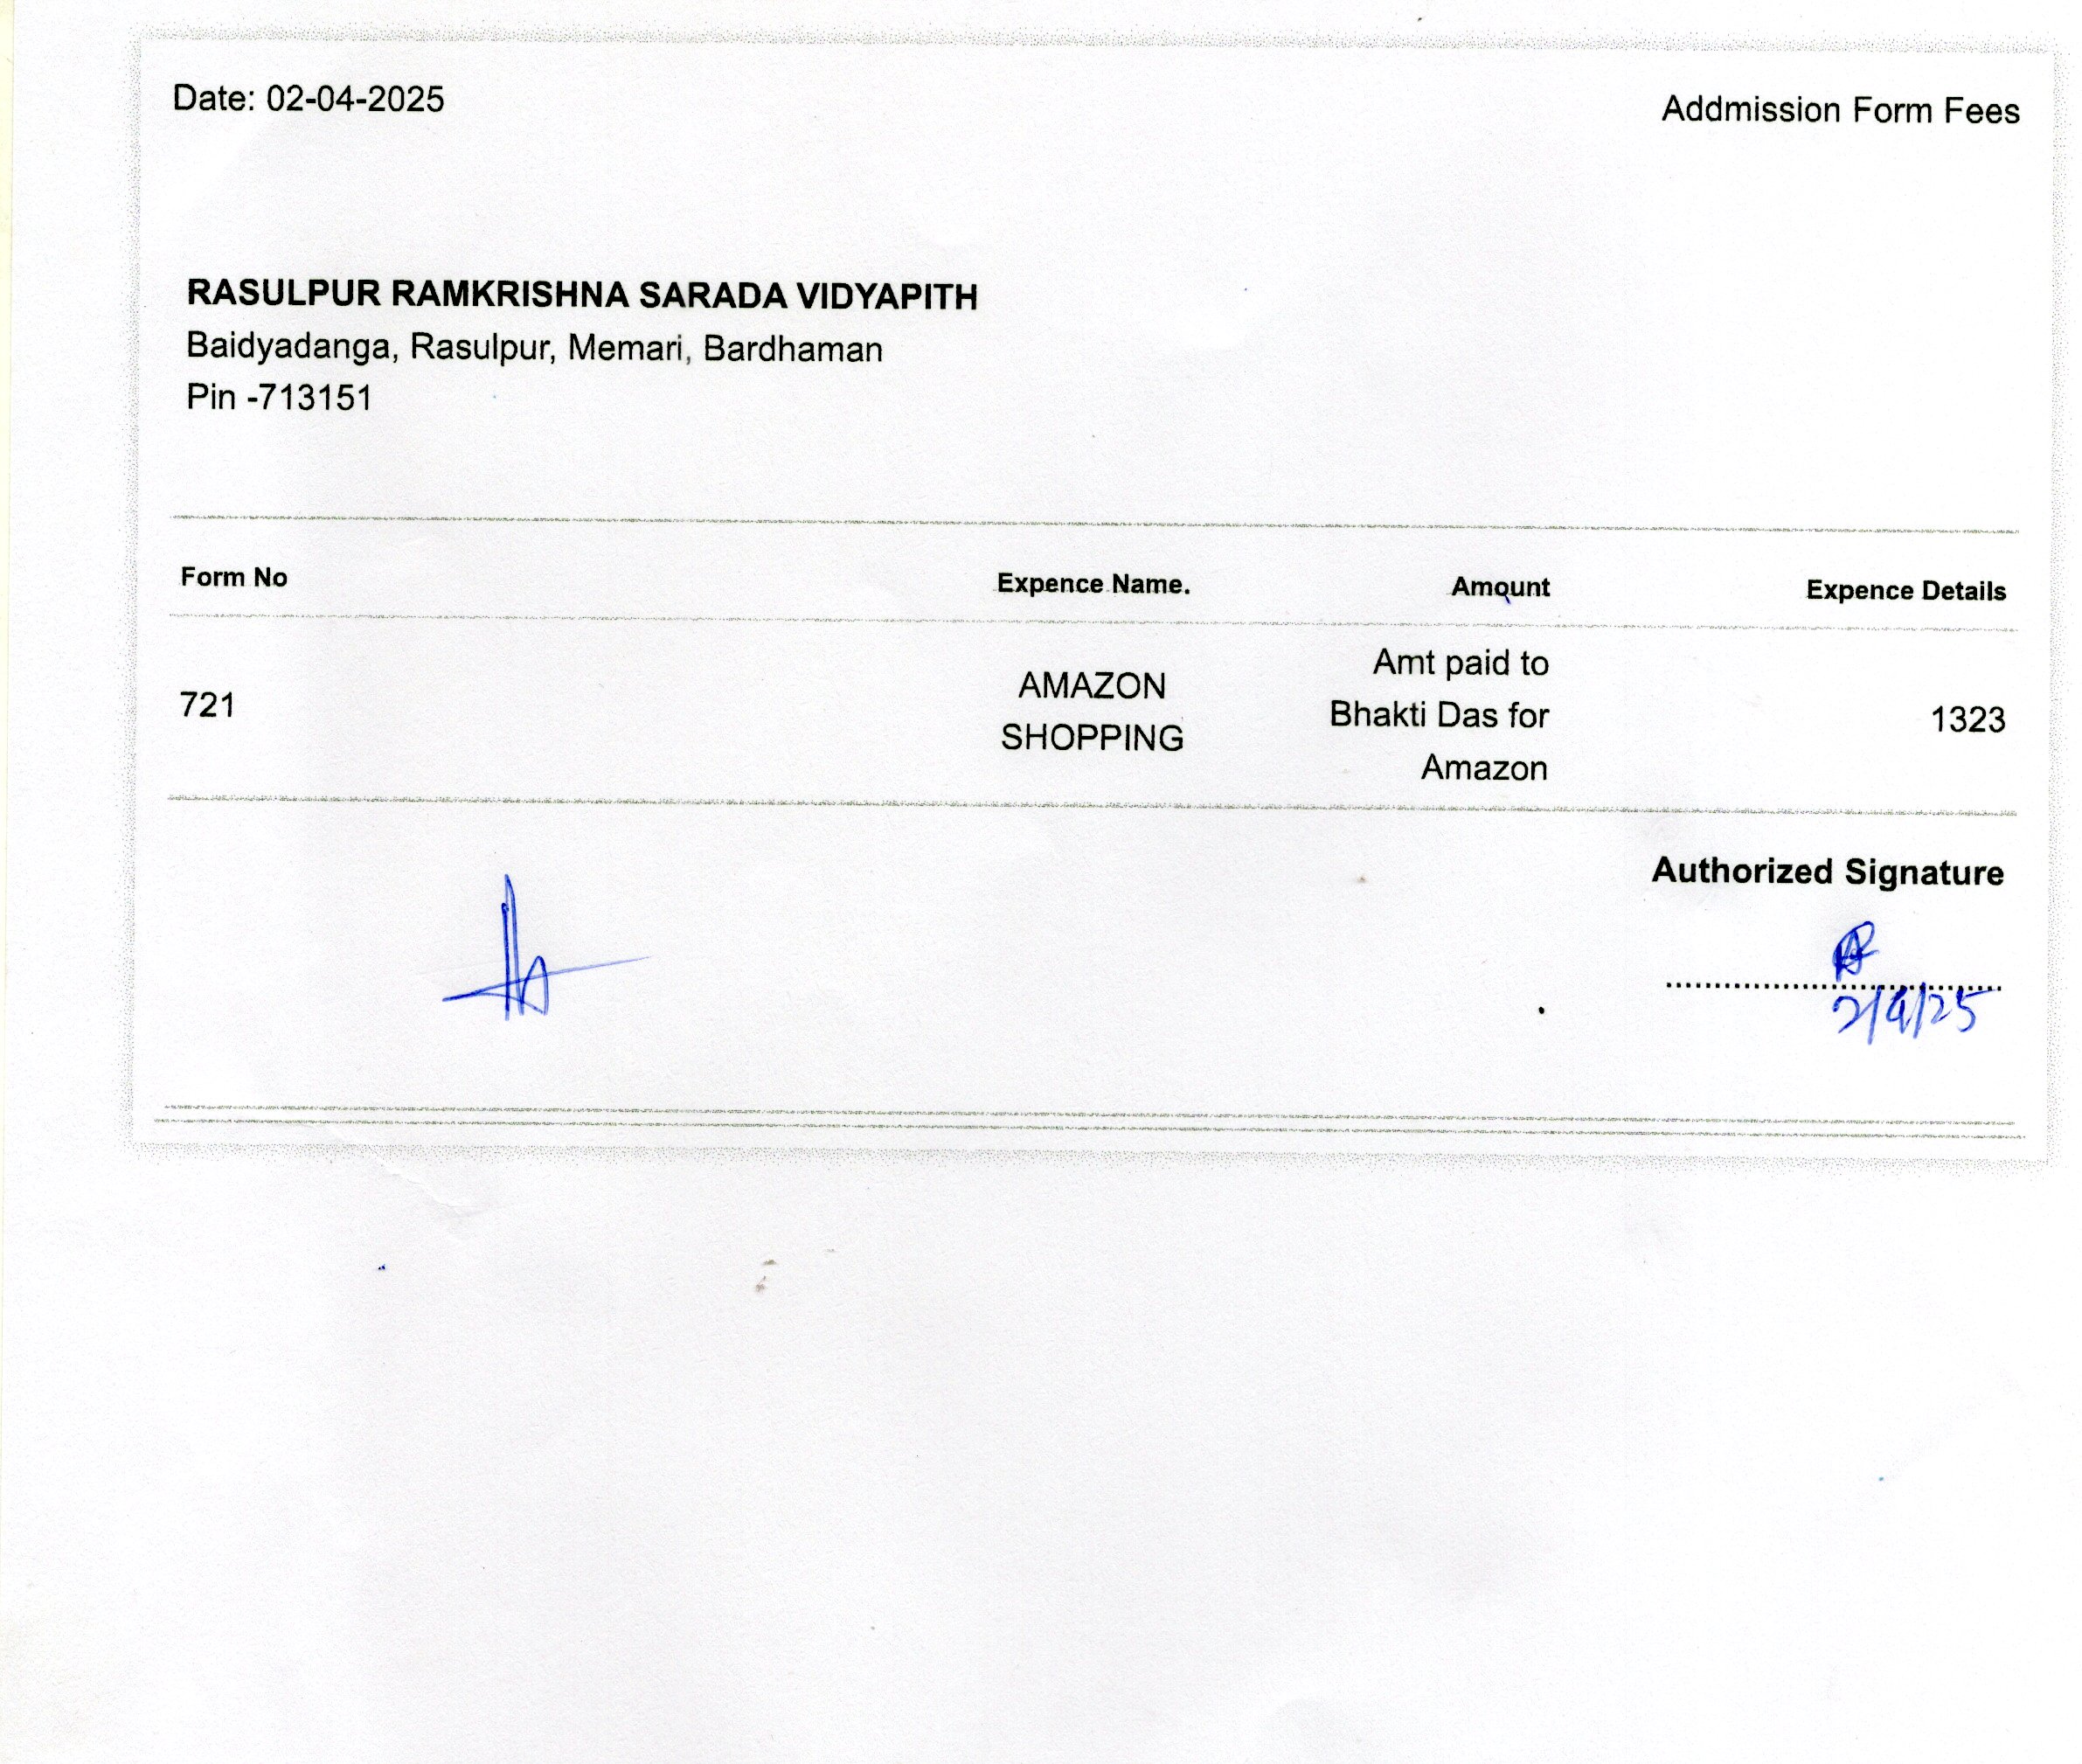 Date: 02-04-2025
Addmission Form Fees
RASULPUR RAMKRISHNA SARADA VIDYAPITH
Baidyadanga, Rasulpur, Memari, Bardhaman
Pin -713151
Form No Expence Name. Amount Expence Details
721 AMAZON SHOPPING Amt paid to Bhakti Das for Amazon 1323
Authorized Signature
2/4/25